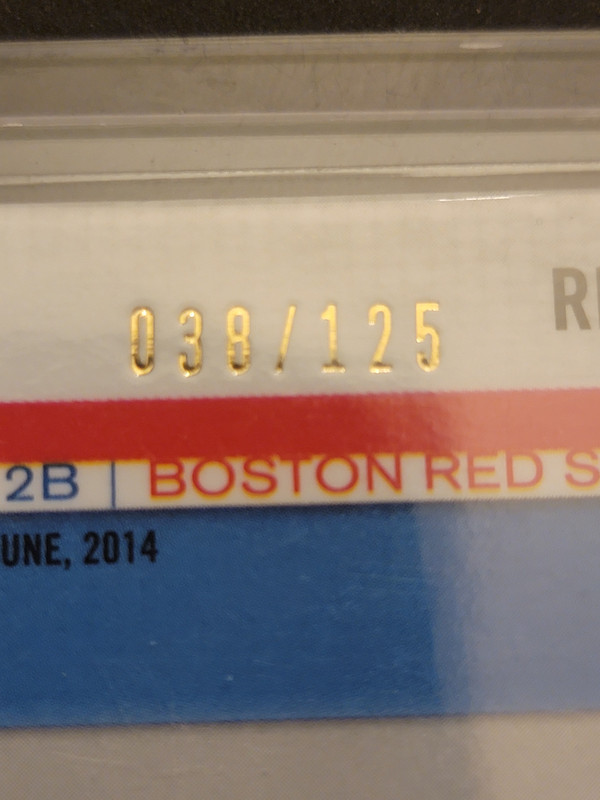 038/125
2B | BOSTON RED S
UNE, 2014